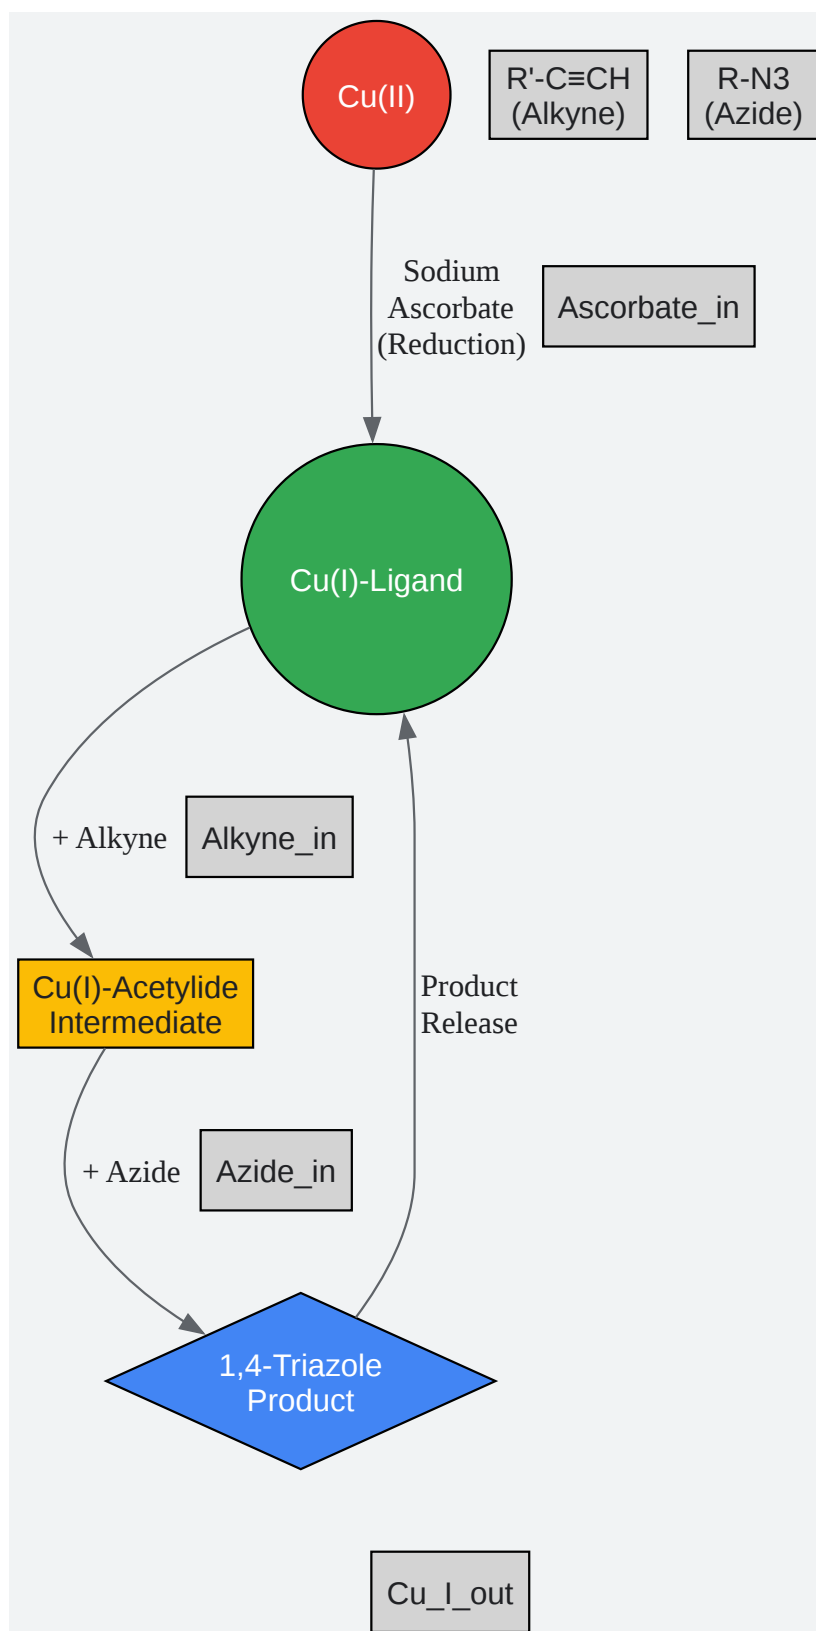 Cu(II)
R'-C≡CH
(Alkyne)
R-N3
(Azide)
Sodium
Ascorbate
(Reduction)
Ascorbate_in
Cu(I)-Ligand
+ Alkyne
Alkyne_in
Cu(I)-Acetylide
Intermediate
Product
Release
+ Azide
Azide_in
1,4-Triazole
Product
Cu_I_out